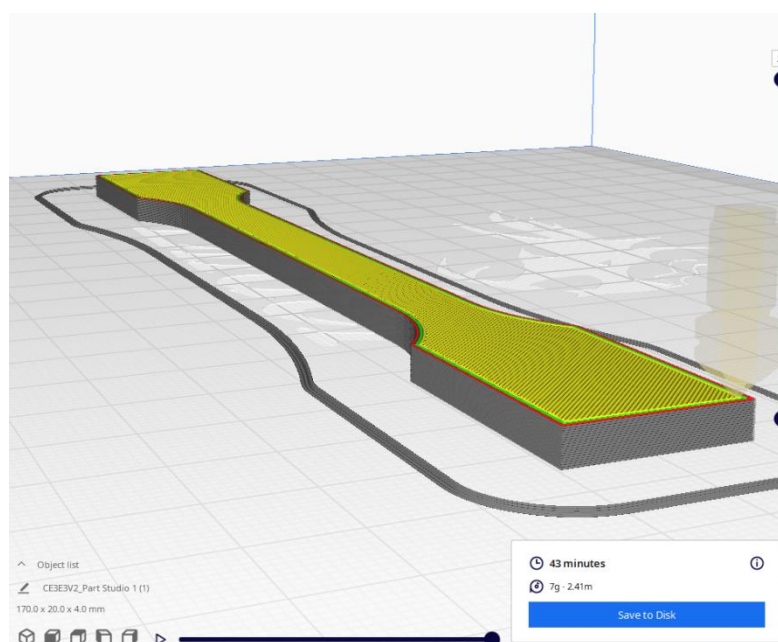 Object list
CE3E3V2_Part Studio 1 (1)
170.0 x 20.0 x 4.0 mm
43 minutes
7g · 2.41m
Save to Disk